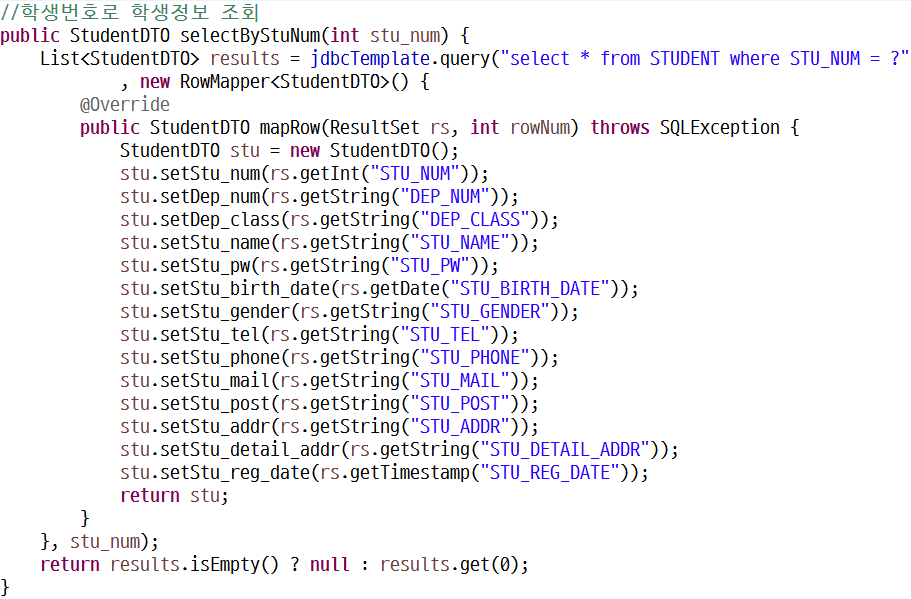 //학생번호로 학생정보 조회
public StudentDTO selectByStuNum(int stu_num) {
    List<StudentDTO> results = jdbcTemplate.query("select * from STUDENT where STU_NUM = ?"
            , new RowMapper<StudentDTO>() {
        @Override
        public StudentDTO mapRow(ResultSet rs, int rowNum) throws SQLException {
            StudentDTO stu = new StudentDTO();
            stu.setStu_num(rs.getInt("STU_NUM"));
            stu.setDep_num(rs.getString("DEP_NUM"));
            stu.setDep_class(rs.getString("DEP_CLASS"));
            stu.setStu_name(rs.getString("STU_NAME"));
            stu.setStu_pw(rs.getString("STU_PW"));
            stu.setStu_birth_date(rs.getDate("STU_BIRTH_DATE"));
            stu.setStu_gender(rs.getString("STU_GENDER"));
            stu.setStu_tel(rs.getString("STU_TEL"));
            stu.setStu_phone(rs.getString("STU_PHONE"));
            stu.setStu_mail(rs.getString("STU_MAIL"));
            stu.setStu_post(rs.getString("STU_POST"));
            stu.setStu_addr(rs.getString("STU_ADDR"));
            stu.setStu_detail_addr(rs.getString("STU_DETAIL_ADDR"));
            stu.setStu_reg_date(rs.getTimestamp("STU_REG_DATE"));
            return stu;
        }
    }, stu_num);
    return results.isEmpty() ? null : results.get(0);
}